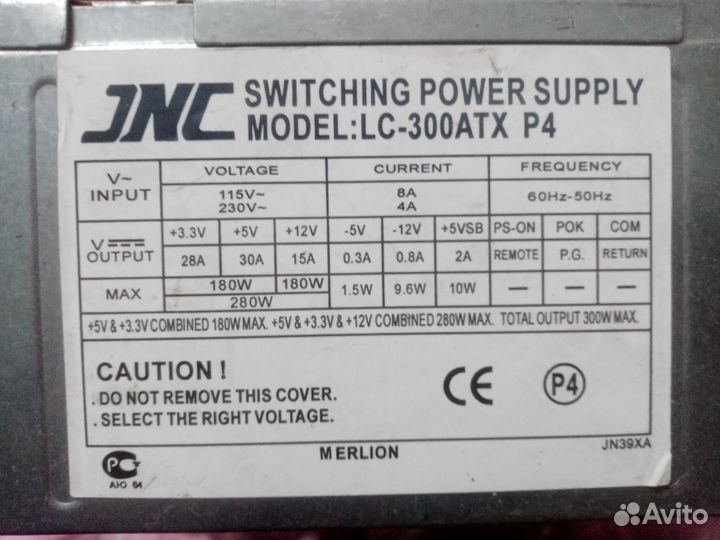 JNC SWITCHING POWER SUPPLY
MODEL:LC-300ATX P4
V~ INPUT VOLTAGE CURRENT FREQUENCY
115V~ 8A 60Hz-50Hz
230V~ 4A
V OUTPUT +3.3V +5V +12V -5V -12V +5VSB PS-ON POK COM
28A 30A 15A 0.3A 0.8A 2A REMOTE P.G. RETURN
MAX 180W 180W 1.5W 9.6W 10W — — —
280W
+5V & +3.3V COMBINED 180W MAX. +5V & +3.3V & +12V COMBINED 280W MAX. TOTAL OUTPUT 300W MAX.
CAUTION !
. DO NOT REMOVE THIS COVER.
. SELECT THE RIGHT VOLTAGE.
CE P4
MERLION
JN39XA
PC
Avito